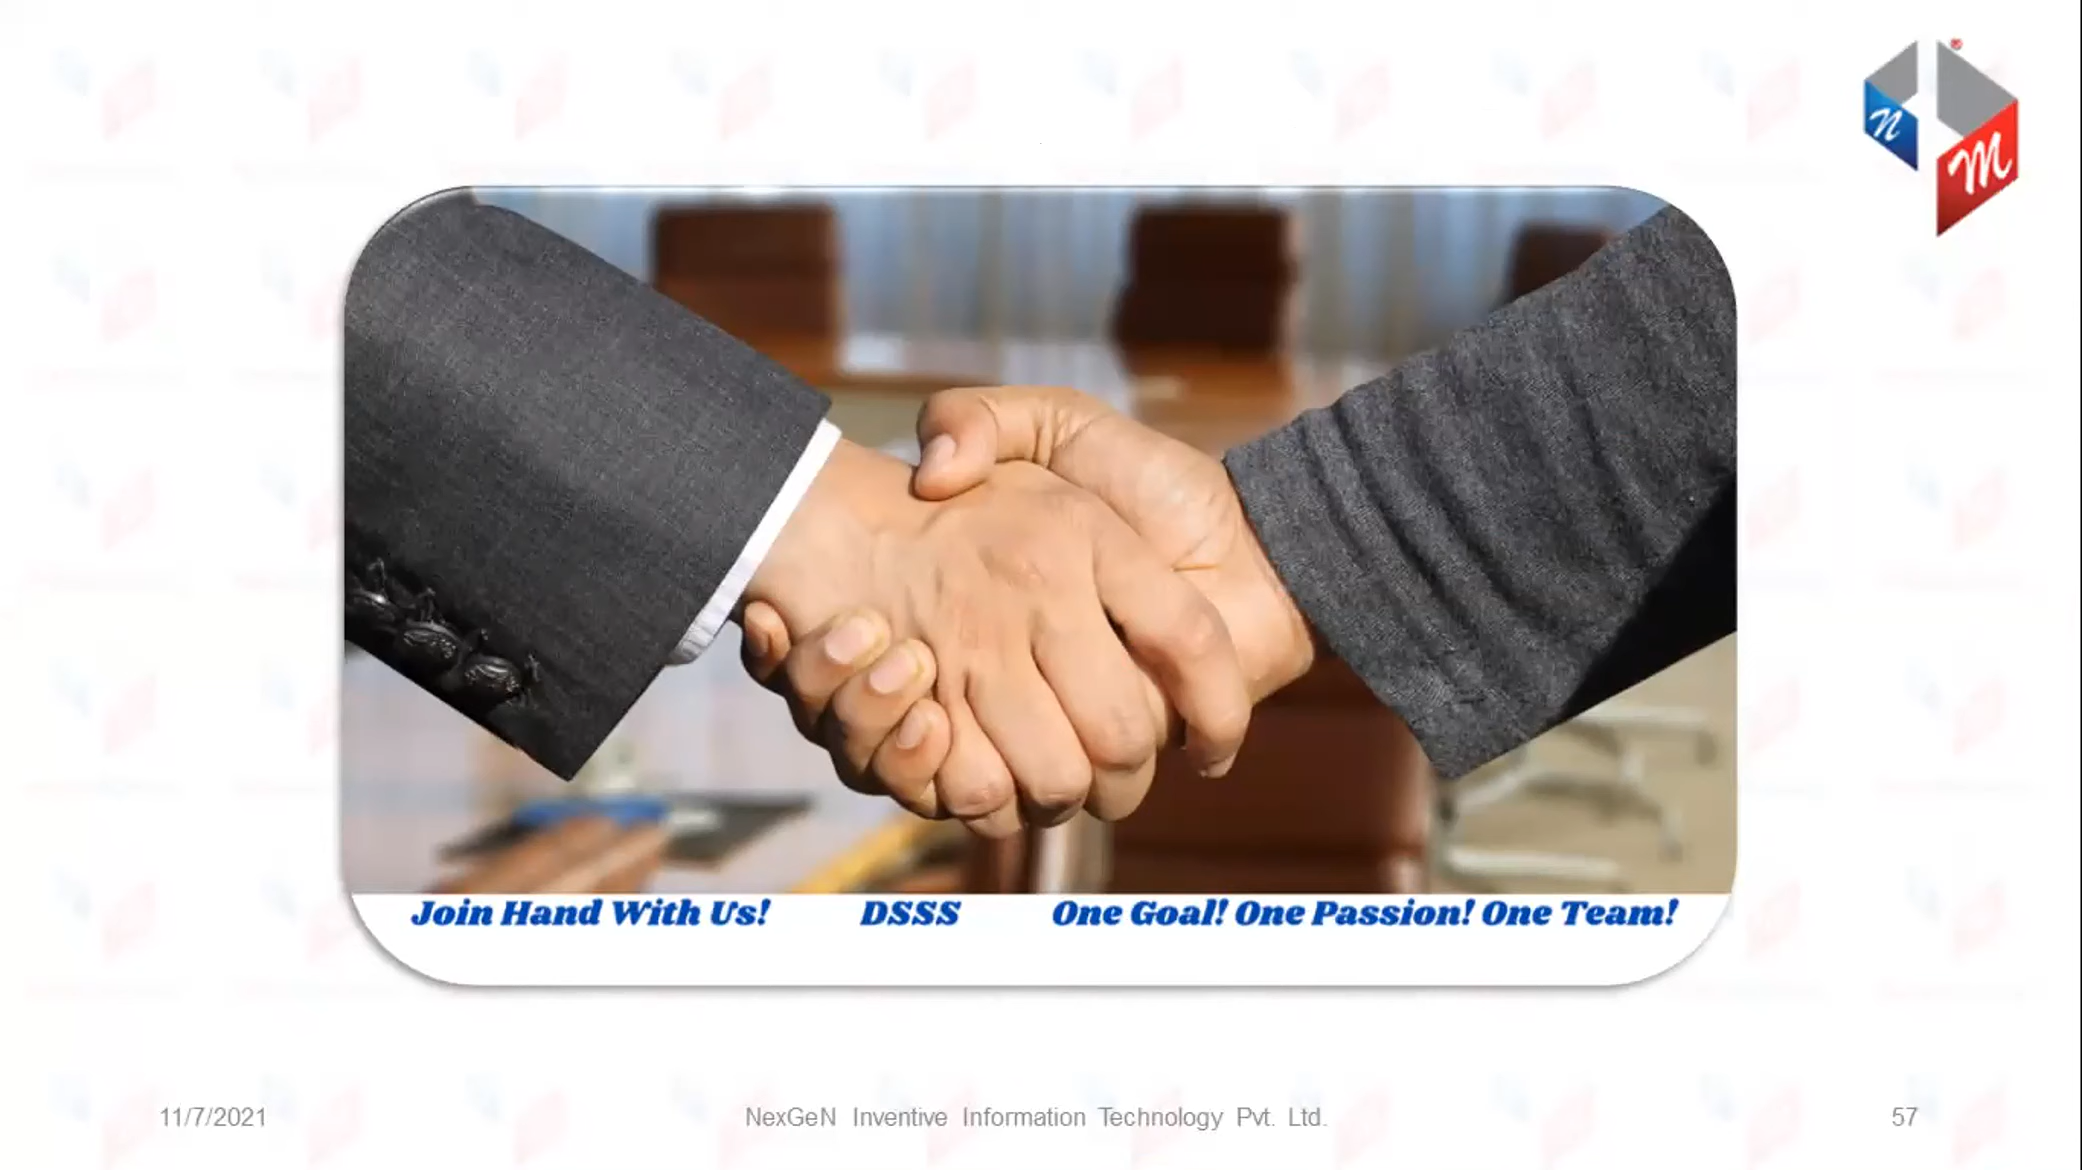 n
M
Join Hand With Us! DSSS One Goal! One Passion! One Team!
11/7/2021 NexGeN Inventive Information Technology Pvt. Ltd. 57